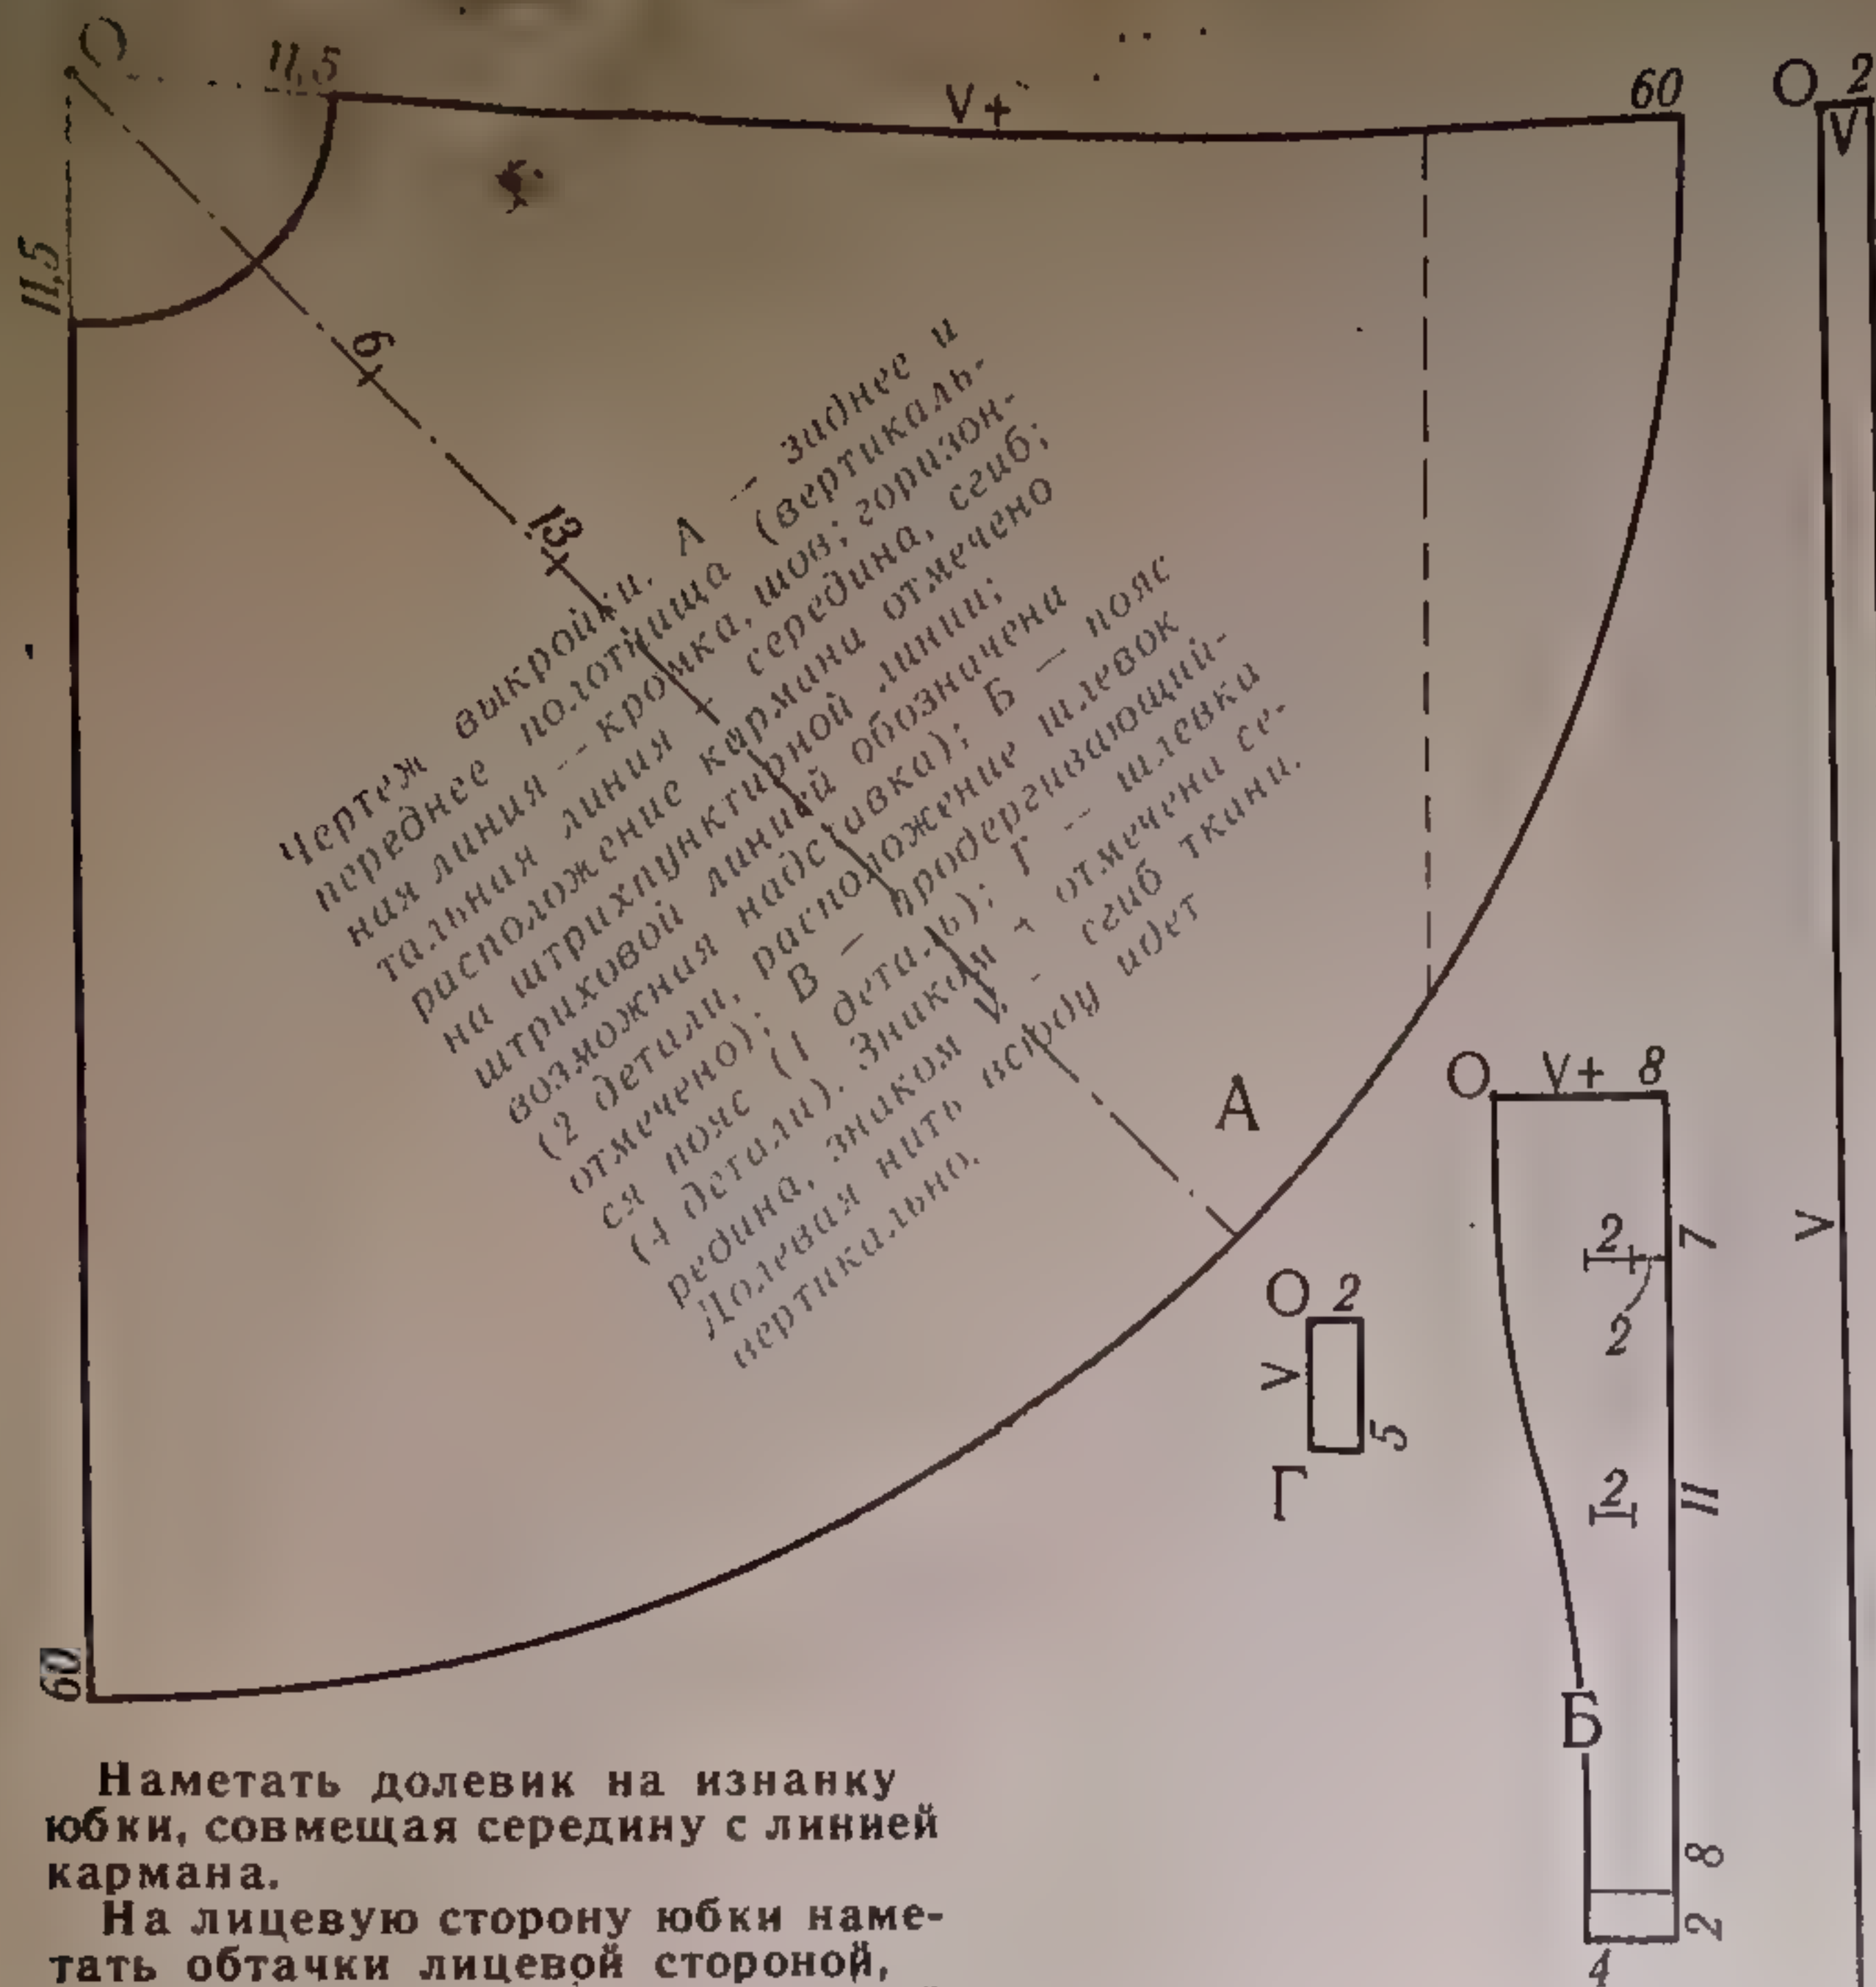 О
11,5
V+
60
О 2
V
11,5
6
13
Чертеж выкройки. А — заднее и
переднее полотнища (вертикаль-
ная линия — кромка, шов; горизон-
тальная линия — середина, сгиб;
расположение кармана отмечено
на штрихпунктирной линии;
штриховой линией обозначена
возможная надставка); Б — пояс
(2 детали, расположение шлевок
отмечено); В — продергивающий-
ся пояс (1 деталь); Г — шлевка
(4 детали). Знаком + отмечена се-
редина, знаком V - сгиб ткани.
Долевая нить всюду идет
вертикально.
А
О V+ 8
2
7
2
V
О 2
V
5
Г
2
11
60
Б
8
2
4
Наметать долевик на изнанку
юбки, совмещая середину с линией
кармана.
На лицевую сторону юбки наме-
тать обтачки лицевой стороной,